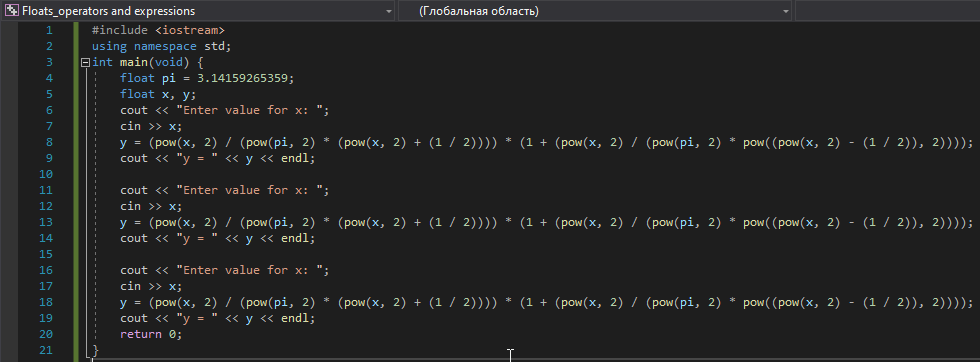 Floats_operators and expressions (Глобальная область)
1 #include <iostream>
2 using namespace std;
3 int main(void) {
4 float pi = 3.14159265359;
5 float x, y;
6 cout << "Enter value for x: ";
7 cin >> x;
8 y = (pow(x, 2) / (pow(pi, 2) * (pow(x, 2) + (1 / 2)))) * (1 + (pow(x, 2) / (pow(pi, 2) * pow((pow(x, 2) - (1 / 2)), 2))));
9 cout << "y = " << y << endl;
10
11 cout << "Enter value for x: ";
12 cin >> x;
13 y = (pow(x, 2) / (pow(pi, 2) * (pow(x, 2) + (1 / 2)))) * (1 + (pow(x, 2) / (pow(pi, 2) * pow((pow(x, 2) - (1 / 2)), 2))));
14 cout << "y = " << y << endl;
15
16 cout << "Enter value for x: ";
17 cin >> x;
18 y = (pow(x, 2) / (pow(pi, 2) * (pow(x, 2) + (1 / 2)))) * (1 + (pow(x, 2) / (pow(pi, 2) * pow((pow(x, 2) - (1 / 2)), 2))));
19 cout << "y = " << y << endl;
20 return 0;
21 }